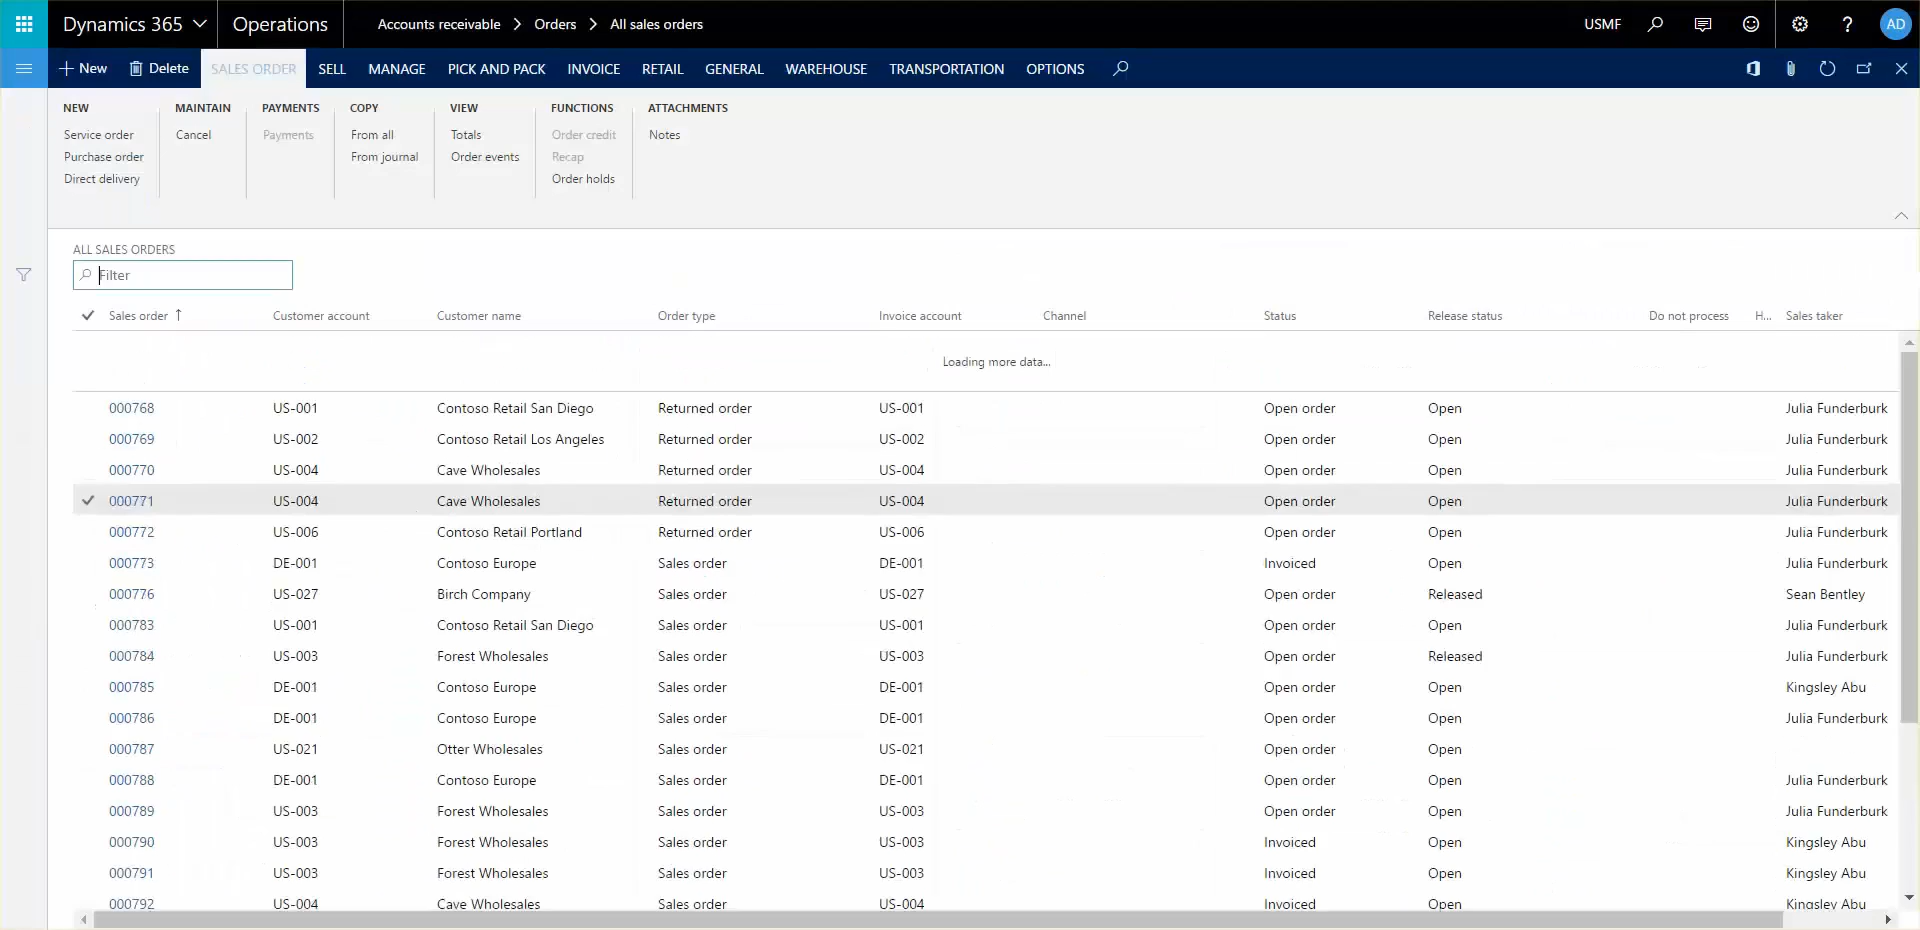 Dynamics 365 Operations Accounts receivable Orders All sales orders USMF ? AD
New Delete SALES ORDER SELL MANAGE PICK AND PACK INVOICE RETAIL GENERAL WAREHOUSE TRANSPORTATION OPTIONS
NEW MAINTAIN PAYMENTS COPY VIEW FUNCTIONS ATTACHMENTS
Service order Cancel Payments From all Totals Order credit Notes
Purchase order From journal Order events Recap
Direct delivery Order holds
ALL SALES ORDERS
Filter
Sales order Customer account Customer name Order type Invoice account Channel Status Release status Do not process H... Sales taker
Loading more data...
000768 US-001 Contoso Retail San Diego Returned order US-001 Open order Open Julia Funderburk
000769 US-002 Contoso Retail Los Angeles Returned order US-002 Open order Open Julia Funderburk
000770 US-004 Cave Wholesales Returned order US-004 Open order Open Julia Funderburk
000771 US-004 Cave Wholesales Returned order US-004 Open order Open Julia Funderburk
000772 US-006 Contoso Retail Portland Returned order US-006 Open order Open Julia Funderburk
000773 DE-001 Contoso Europe Sales order DE-001 Invoiced Open Julia Funderburk
000776 US-027 Birch Company Sales order US-027 Open order Released Sean Bentley
000783 US-001 Contoso Retail San Diego Sales order US-001 Open order Open Julia Funderburk
000784 US-003 Forest Wholesales Sales order US-003 Open order Released Julia Funderburk
000785 DE-001 Contoso Europe Sales order DE-001 Open order Open Kingsley Abu
000786 DE-001 Contoso Europe Sales order DE-001 Open order Open Julia Funderburk
000787 US-021 Otter Wholesales Sales order US-021 Open order Open
000788 DE-001 Contoso Europe Sales order DE-001 Open order Open Julia Funderburk
000789 US-003 Forest Wholesales Sales order US-003 Open order Open Julia Funderburk
000790 US-003 Forest Wholesales Sales order US-003 Invoiced Open Kingsley Abu
000791 US-003 Forest Wholesales Sales order US-003 Invoiced Open Kingsley Abu
000792 US-004 Cave Wholesales Sales order US-004 Invoiced Open Kingsley Abu